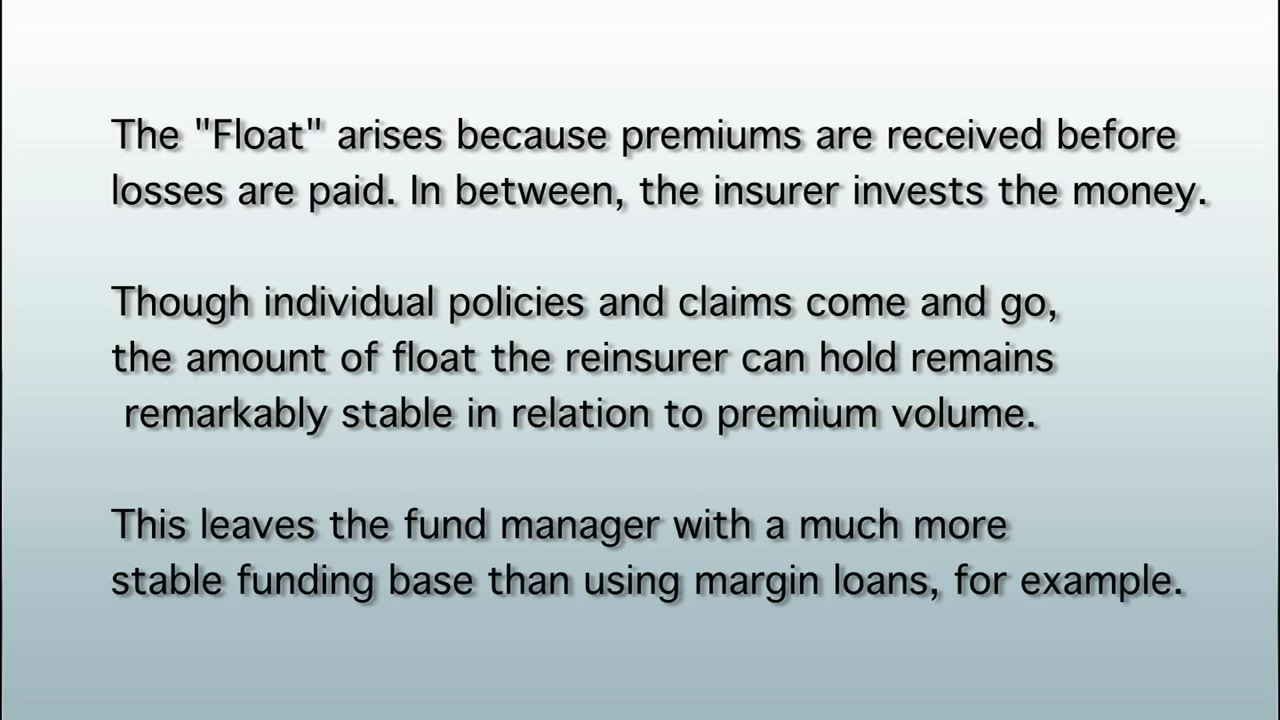 The "Float" arises because premiums are received before
losses are paid. In between, the insurer invests the money.
Though individual policies and claims come and go,
the amount of float the reinsurer can hold remains
remarkably stable in relation to premium volume.
This leaves the fund manager with a much more
stable funding base than using margin loans, for example.